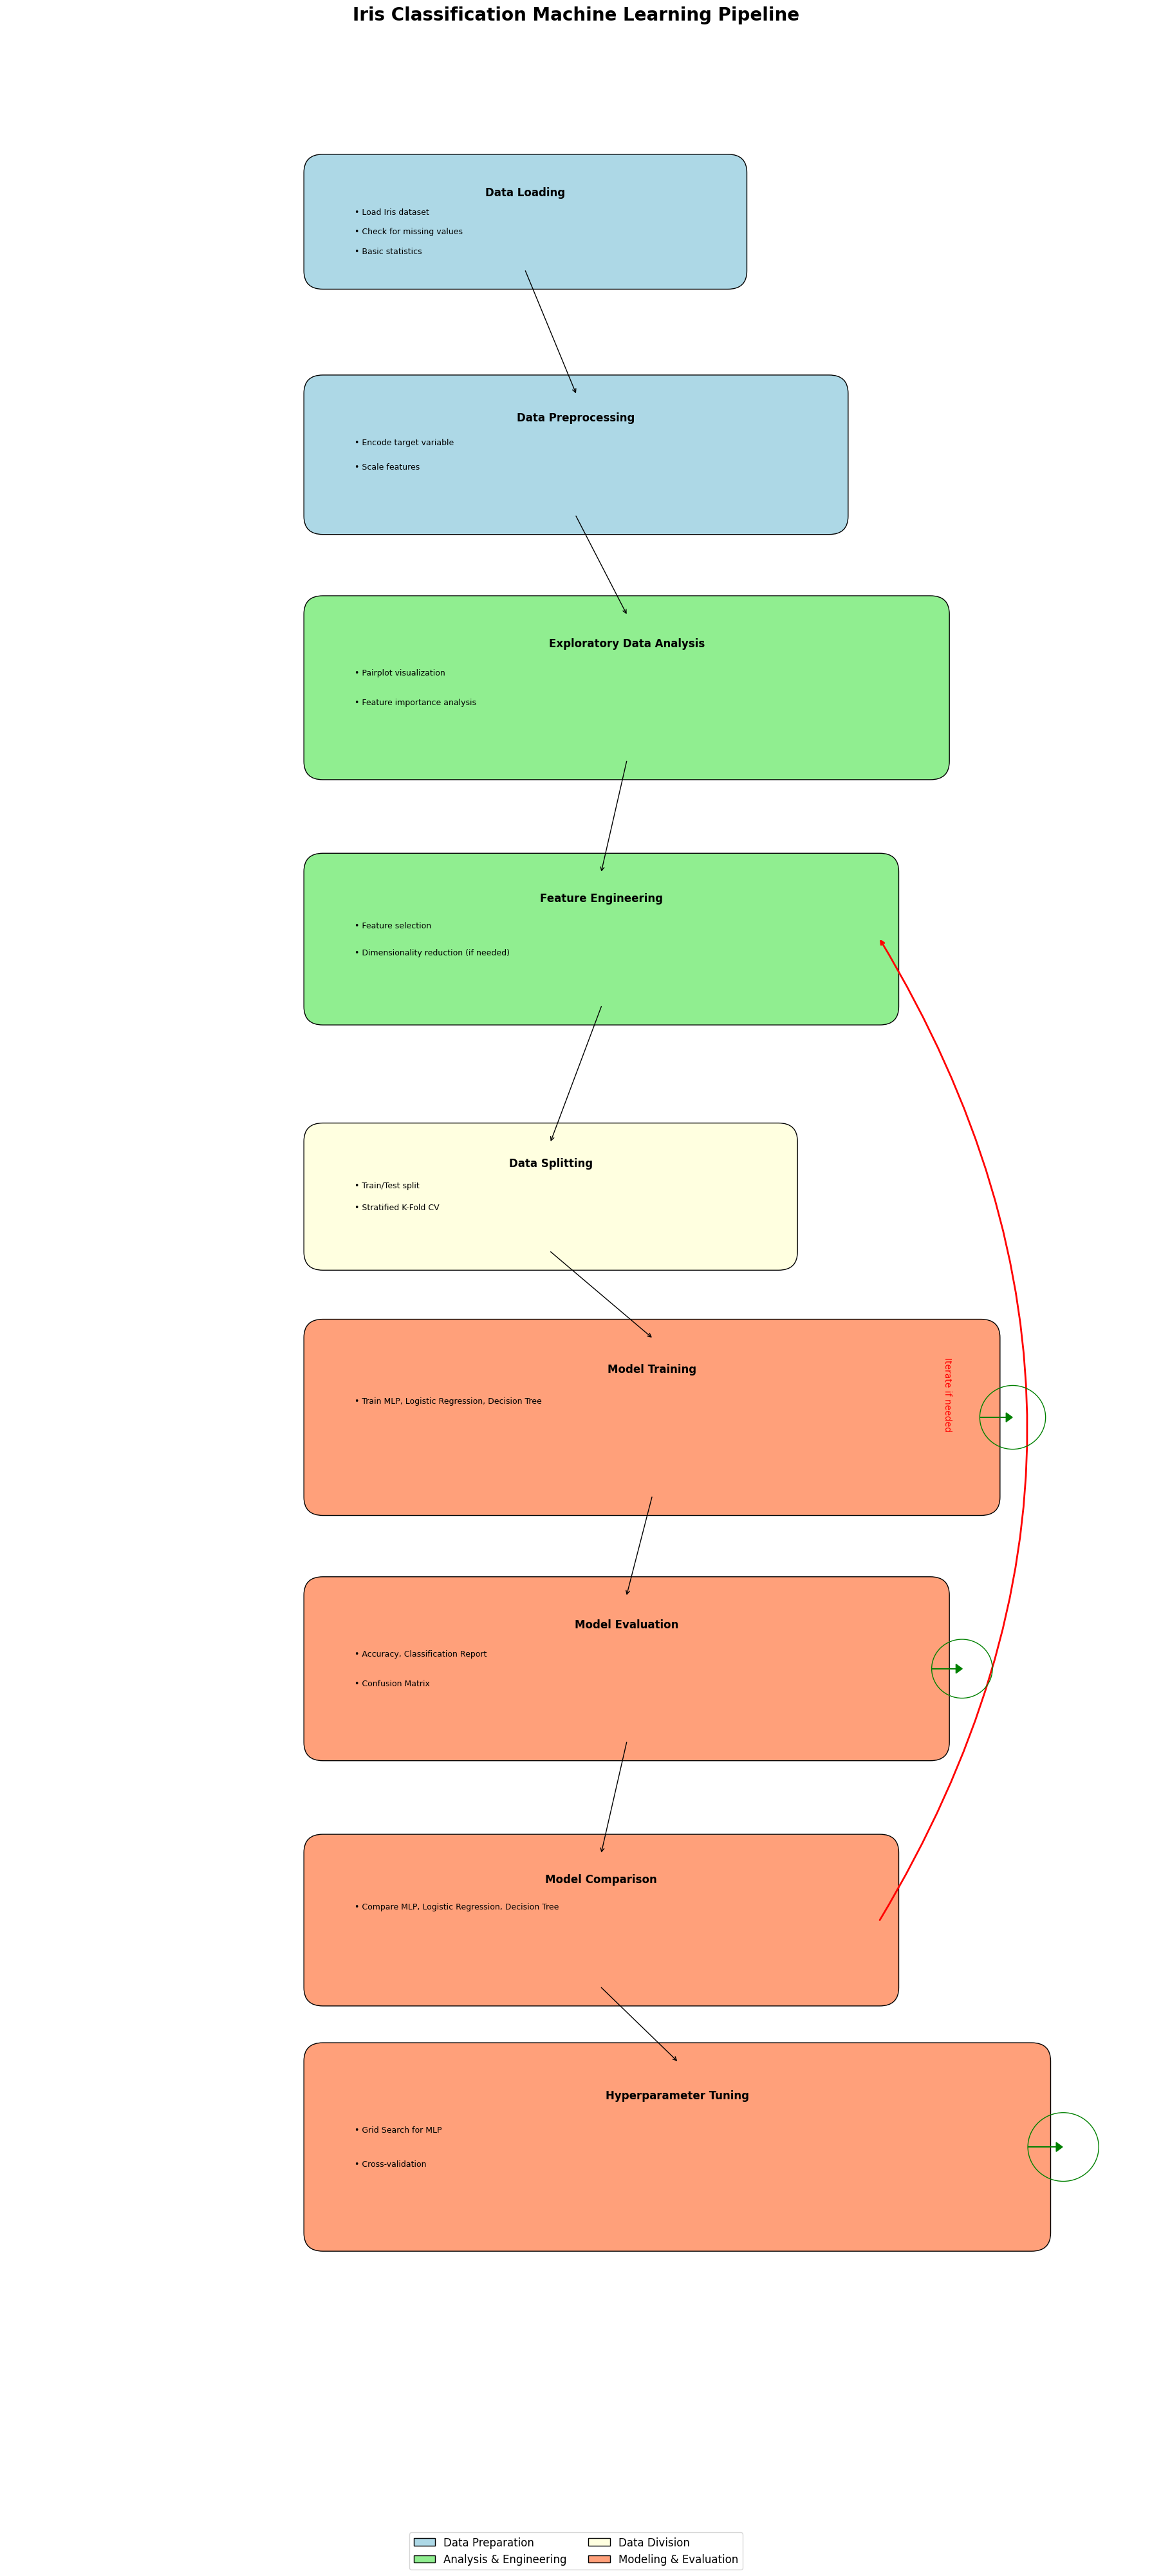 Iris Classification Machine Learning Pipeline
Data Loading
• Load Iris dataset
• Check for missing values
• Basic statistics
Data Preprocessing
• Encode target variable
• Scale features
Exploratory Data Analysis
• Pairplot visualization
• Feature importance analysis
Feature Engineering
• Feature selection
• Dimensionality reduction (if needed)
Data Splitting
• Train/Test split
• Stratified K-Fold CV
Model Training
• Train MLP, Logistic Regression, Decision Tree
Iterate if needed
Model Evaluation
• Accuracy, Classification Report
• Confusion Matrix
Model Comparison
• Compare MLP, Logistic Regression, Decision Tree
Hyperparameter Tuning
• Grid Search for MLP
• Cross-validation
Data Preparation
Analysis & Engineering
Data Division
Modeling & Evaluation